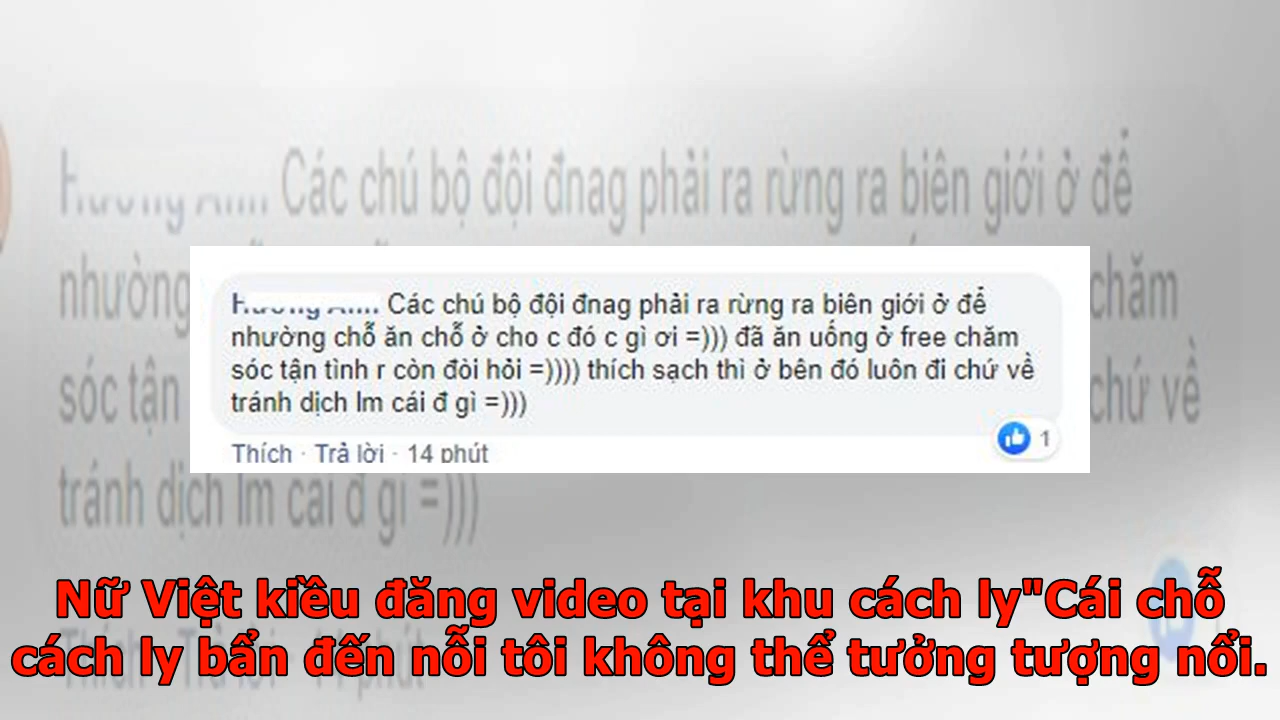 Các chú bộ đội đnag phải ra rừng ra biên giới ở để
nhường chỗ ăn chỗ ở cho c đó c gì ơi =))) đã ăn uống ở free chăm
sóc tận tình r còn đòi hỏi =)))) thích sạch thì ở bên đó luôn đi chứ về
tránh dịch lm cái đ gì =)))
1
Thích · Trả lời · 14 phút
Nữ Việt kiều đăng video tại khu cách ly"Cái chỗ
cách ly bẩn đến nỗi tôi không thể tưởng tượng nổi.